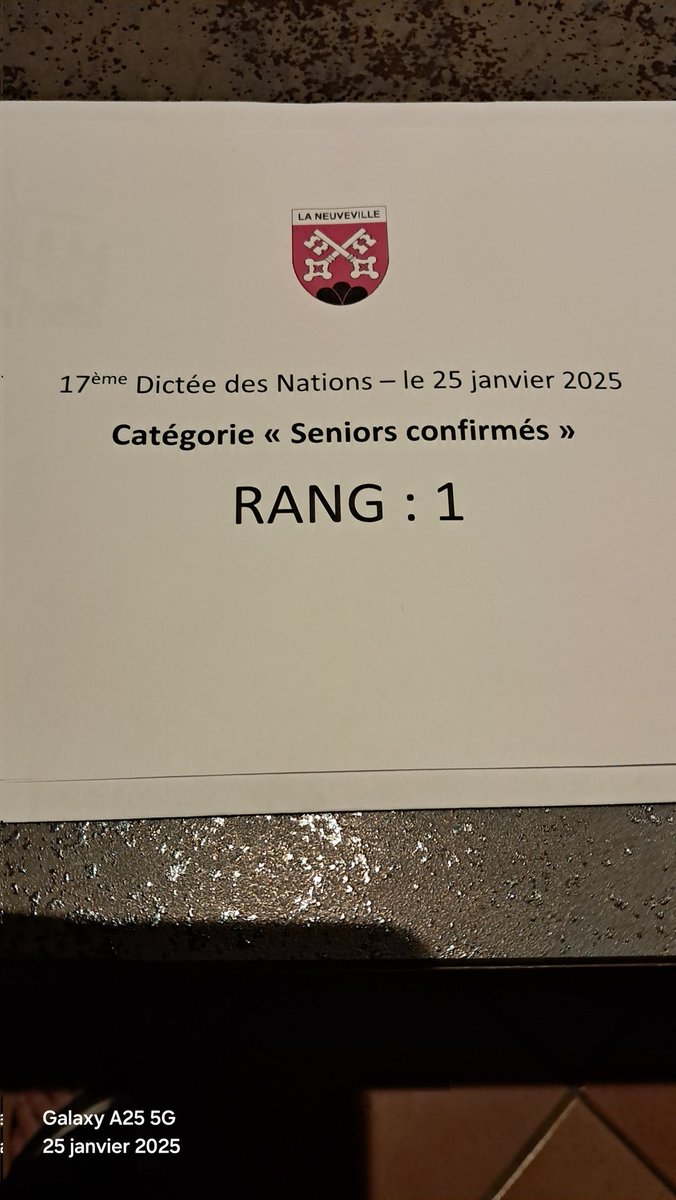 LA NEUVEVILLE
17ème Dictée des Nations – le 25 janvier 2025
Catégorie « Seniors confirmés »
RANG : 1
Galaxy A25 5G
25 janvier 2025